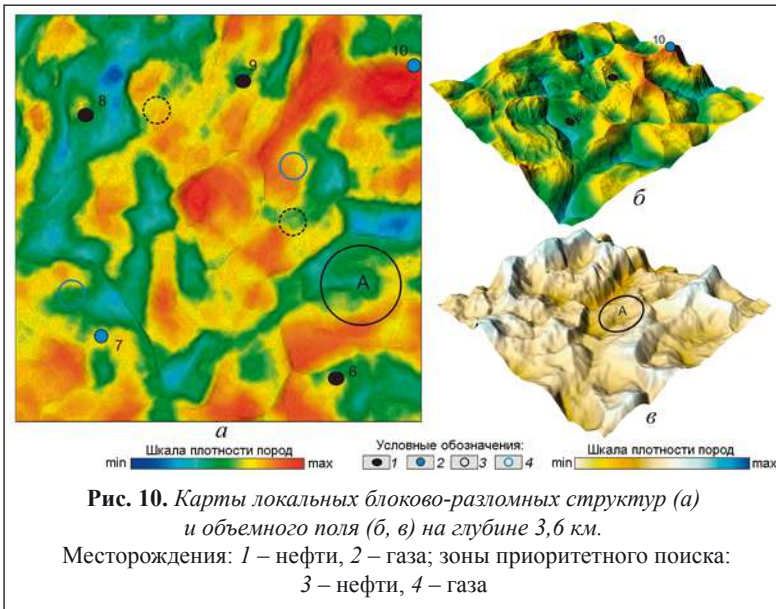 10
9
8
A
7
6
а
10
б
A
в
Шкала плотности пород
min max
Условные обозначения:
1 2 3 4
Шкала плотности пород
min max
Рис. 10. Карты локальных блоково-разломных структур (а)
и объемного поля (б, в) на глубине 3,6 км.
Месторождения: 1 – нефти, 2 – газа; зоны приоритетного поиска:
3 – нефти, 4 – газа